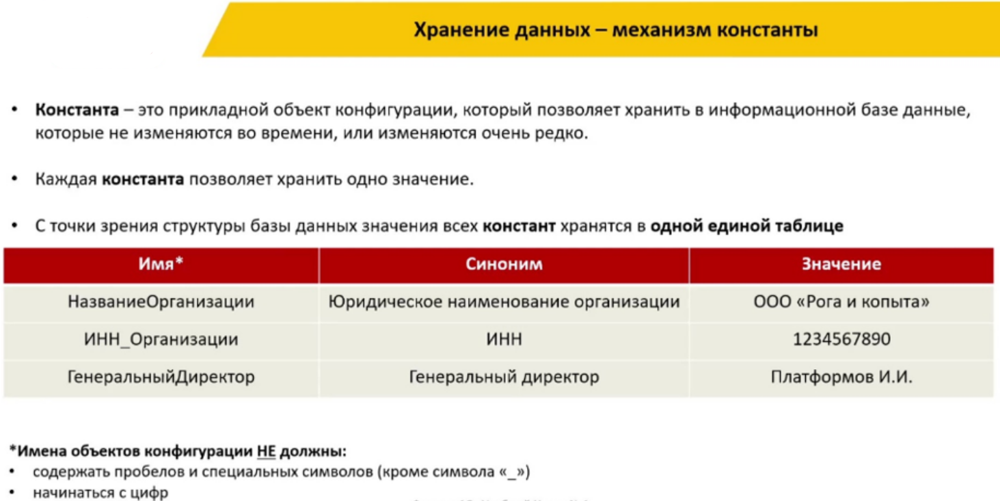 Хранение данных – механизм константы
• Константа – это прикладной объект конфигурации, который позволяет хранить в информационной базе данные,
которые не изменяются во времени, или изменяются очень редко.
• Каждая константа позволяет хранить одно значение.
• С точки зрения структуры базы данных значения всех констант хранятся в одной единой таблице
Имя* Синоним Значение
НазваниеОрганизации Юридическое наименование организации ООО «Рога и копыта»
ИНН_Организации ИНН 1234567890
ГенеральныйДиректор Генеральный директор Платформов И.И.
*Имена объектов конфигурации НЕ должны:
• содержать пробелов и специальных символов (кроме символа «_»)
• начинаться с цифр